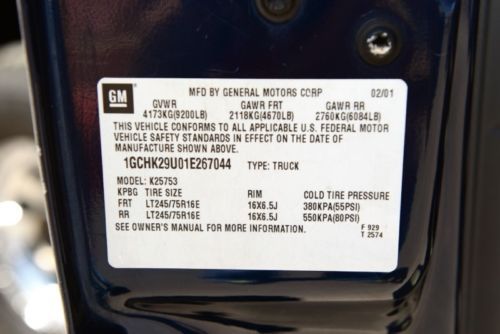 GM
MFD BY GENERAL MOTORS CORP 02/01
GVWR GAWR FRT GAWR RR
4173KG(9200LB) 2118KG(4670LB) 2760KG(6084LB)
THIS VEHICLE CONFORMS TO ALL APPLICABLE U.S. FEDERAL MOTOR
VEHICLE SAFETY STANDARDS IN EFFECT ON THE DATE OF
MANUFACTURE SHOWN ABOVE.
1GCHK29U01E267044 TYPE: TRUCK
MODEL: K25753
KPBG TIRE SIZE RIM COLD TIRE PRESSURE
FRT LT245/75R16E 16X6.5J 380KPA(55PSI)
RR LT245/75R16E 16X6.5J 550KPA(80PSI)
SEE OWNER'S MANUAL FOR MORE INFORMATION. F 929
T 2574